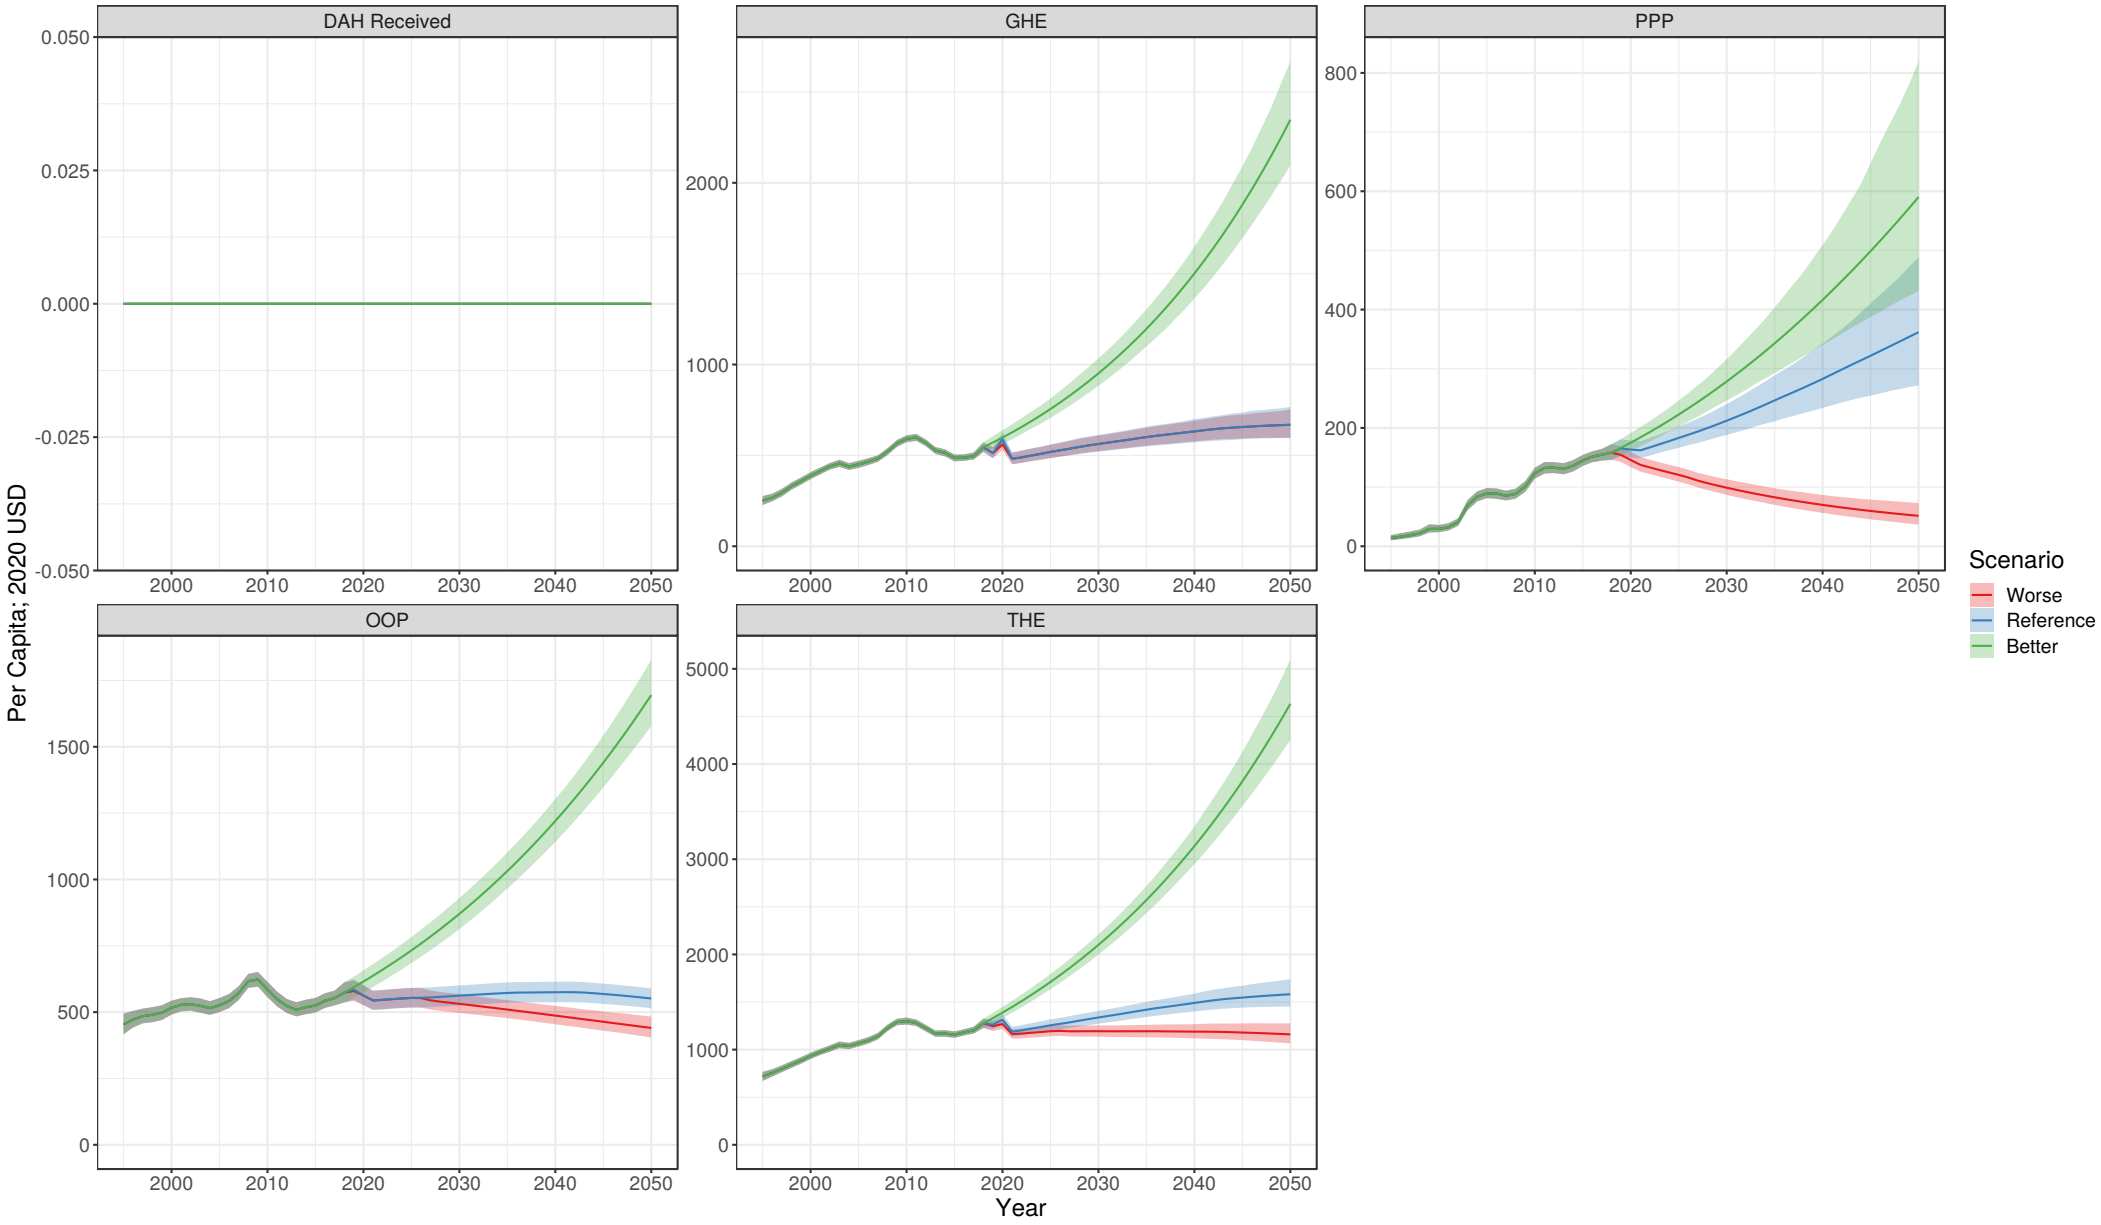 DAH Received
GHE
PPP
0.050
0.025
0.000
-0.025
-0.050
2000
1000
0
800
600
400
200
0
2000 2010 2020 2030 2040 2050
2000 2010 2020 2030 2040 2050
2000 2010 2020 2030 2040 2050
Per Capita; 2020 USD
OOP
THE
1500
1000
500
0
5000
4000
3000
2000
1000
0
2000 2010 2020 2030 2040 2050
2000 2010 2020 2030 2040 2050
Year
Scenario
Worse
Reference
Better